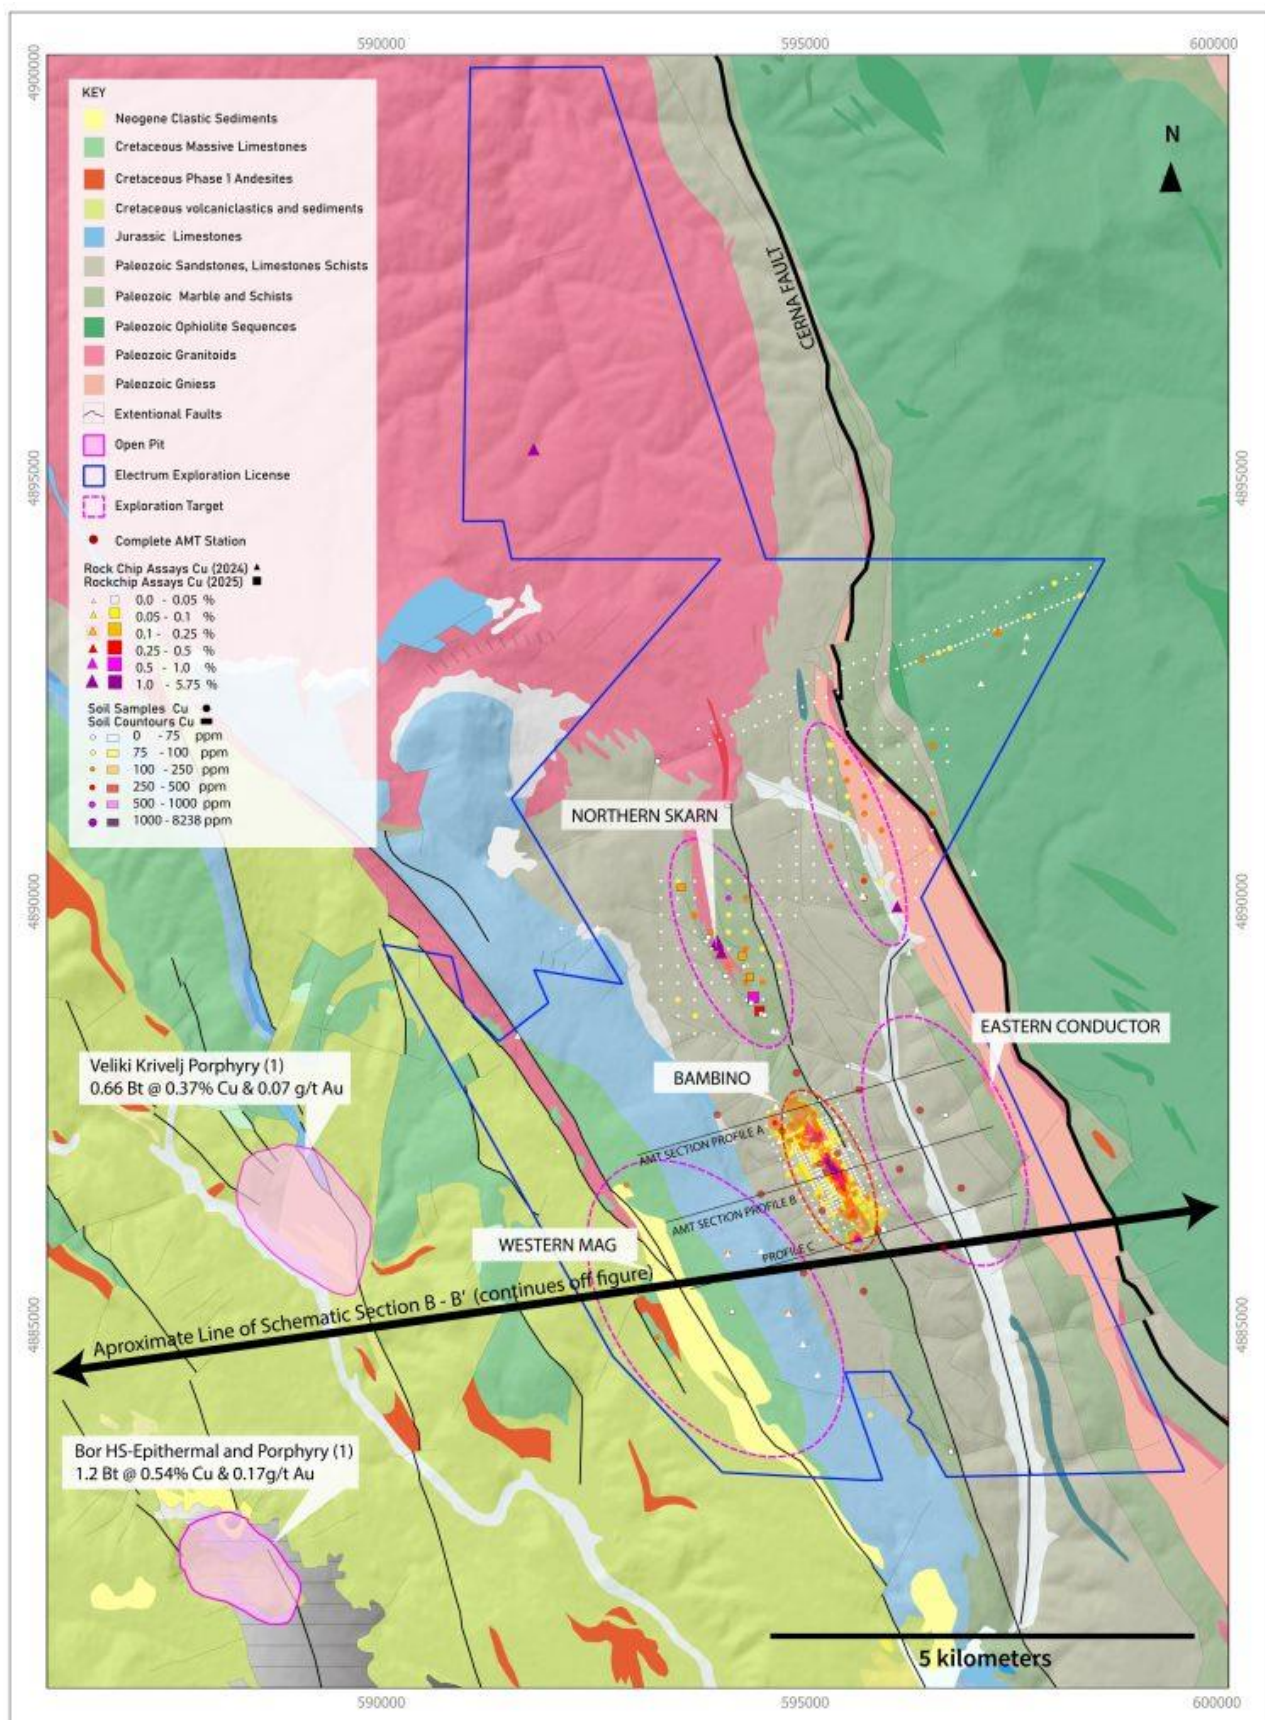 590000
595000
600000
4900000
4895000
4890000
4885000
KEY
Neogene Clastic Sediments
Cretaceous Massive Limestones
Cretaceous Phase 1 Andesites
Cretaceous volcaniclastics and sediments
Jurassic Limestones
Paleozoic Sandstones, Limestones Schists
Paleozoic Marble and Schists
Paleozoic Ophiolite Sequences
Paleozoic Granitoids
Paleozoic Gniess
Extentional Faults
Open Pit
Electrum Exploration License
Exploration Target
Complete AMT Station
Rock Chip Assays Cu (2024)
Rockchip Assays Cu (2025)
0.0 - 0.05 %
0.05 - 0.1 %
0.1 - 0.25 %
0.25 - 0.5 %
0.5 - 1.0 %
1.0 - 5.75 %
Soil Samples Cu
Soil Countours Cu
0 - 75 ppm
75 - 100 ppm
100 - 250 ppm
250 - 500 ppm
500 - 1000 ppm
1000 - 8238 ppm
N
CERNA FAULT
4895000
4890000
4885000
NORTHERN SKARN
EASTERN CONDUCTOR
BAMBINO
Veliki Krivelj Porphyry (1)
0.66 Bt @ 0.37% Cu & 0.07 g/t Au
AMT SECTION PROFILE A
AMT SECTION PROFILE B
PROFILE C
WESTERN MAG
Aproximate Line of Schematic Section B - B' (continues off figure)
Bor HS-Epithermal and Porphyry (1)
1.2 Bt @ 0.54% Cu & 0.17g/t Au
5 kilometers
590000
595000
600000